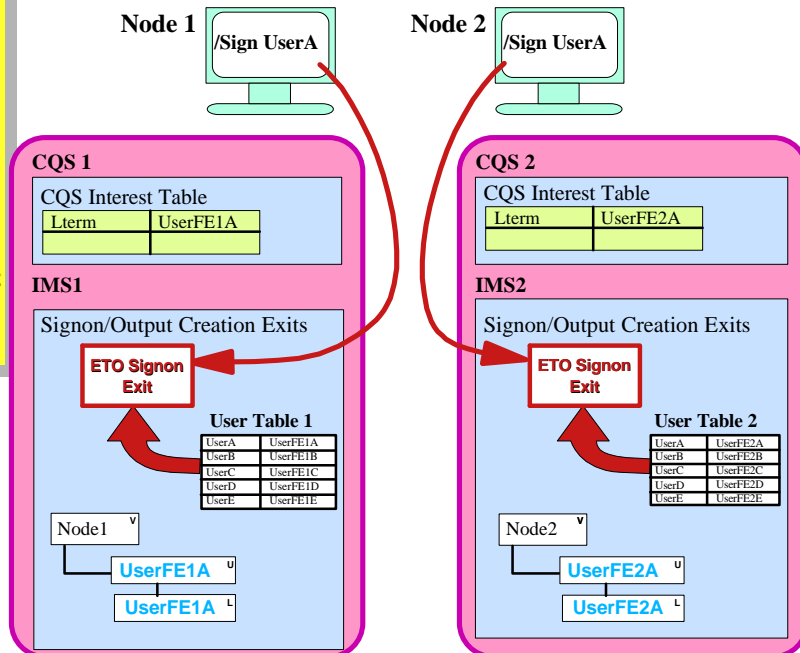 Node 1
/Sign UserA
Node 2
/Sign UserA
CQS 1
CQS Interest Table
Lterm UserFE1A
IMS1
Signon/Output Creation Exits
ETO Signon
Exit
User Table 1
UserA UserFE1A
UserB UserFE1B
UserC UserFE1C
UserD UserFE1D
UserE UserFE1E
Node1 V
UserFE1A U
UserFE1A L
CQS 2
CQS Interest Table
Lterm UserFE2A
IMS2
Signon/Output Creation Exits
ETO Signon
Exit
User Table 2
UserA UserFE2A
UserB UserFE2B
UserC UserFE2C
UserD UserFE2D
UserE UserFE2E
Node2 V
UserFE2A U
UserFE2A L